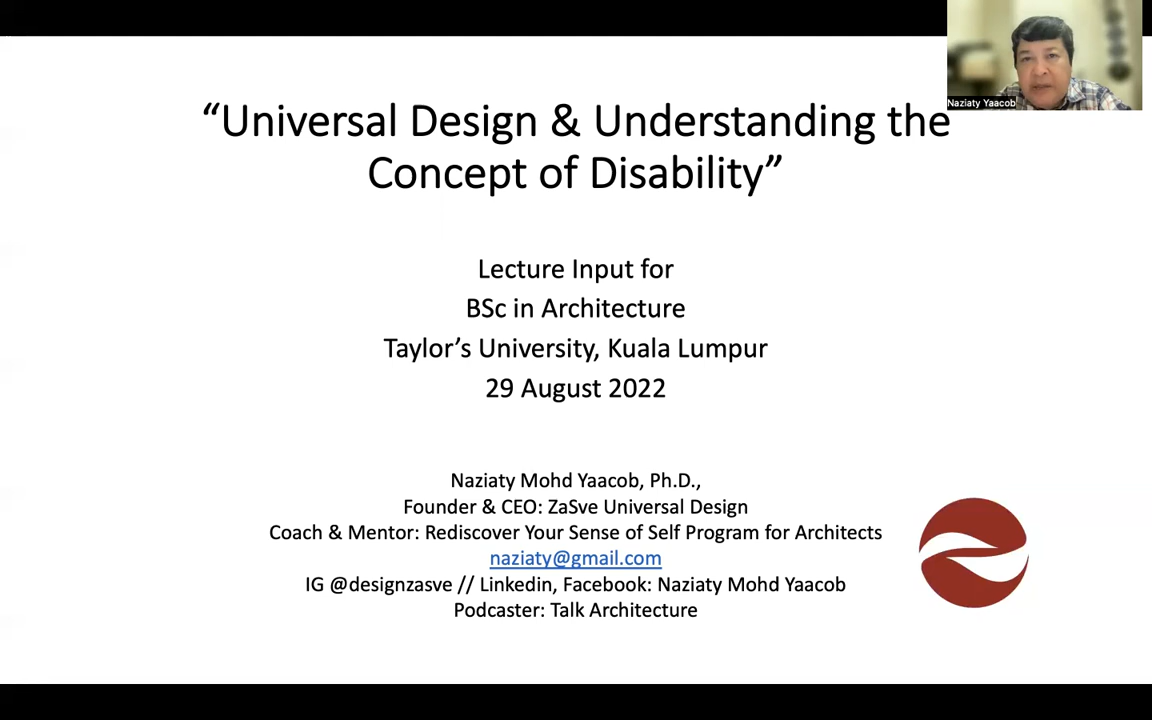 Naziaty Yaacob
“Universal Design & Understanding the
Concept of Disability”
Lecture Input for
BSc in Architecture
Taylor’s University, Kuala Lumpur
29 August 2022
Naziaty Mohd Yaacob, Ph.D.,
Founder & CEO: ZaSve Universal Design
Coach & Mentor: Rediscover Your Sense of Self Program for Architects
naziaty@gmail.com
IG @designzasve // Linkedin, Facebook: Naziaty Mohd Yaacob
Podcaster: Talk Architecture